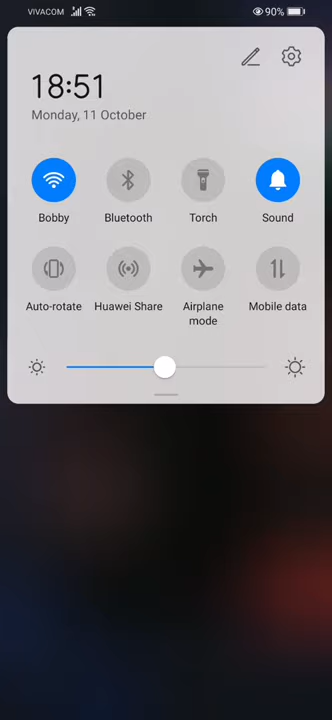 VIVACOM 90%
18:51
Monday, 11 October
Bobby Bluetooth Torch Sound
Auto-rotate Huawei Share Airplane mode Mobile data